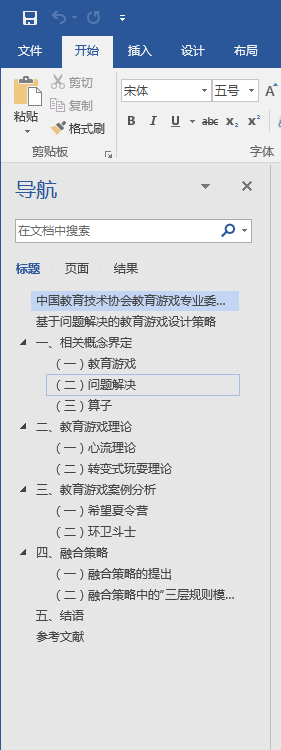 文件 开始 插入 设计 布局
剪切
宋体 五号 A
复制
粘贴
格式刷
B I U abc x₂ x²
剪贴板 字体
导航
在文档中搜索
标题 页面 结果
中国教育技术协会教育游戏专业委...
基于问题解决的教育游戏设计策略
一、相关概念界定
（一）教育游戏
（二）问题解决
（三）算子
二、教育游戏理论
（一）心流理论
（二）转变式玩耍理论
三、教育游戏案例分析
（一）希望夏令营
（二）环卫斗士
四、融合策略
（一）融合策略的提出
（二）融合策略中的“三层规则模...
五、结语
参考文献